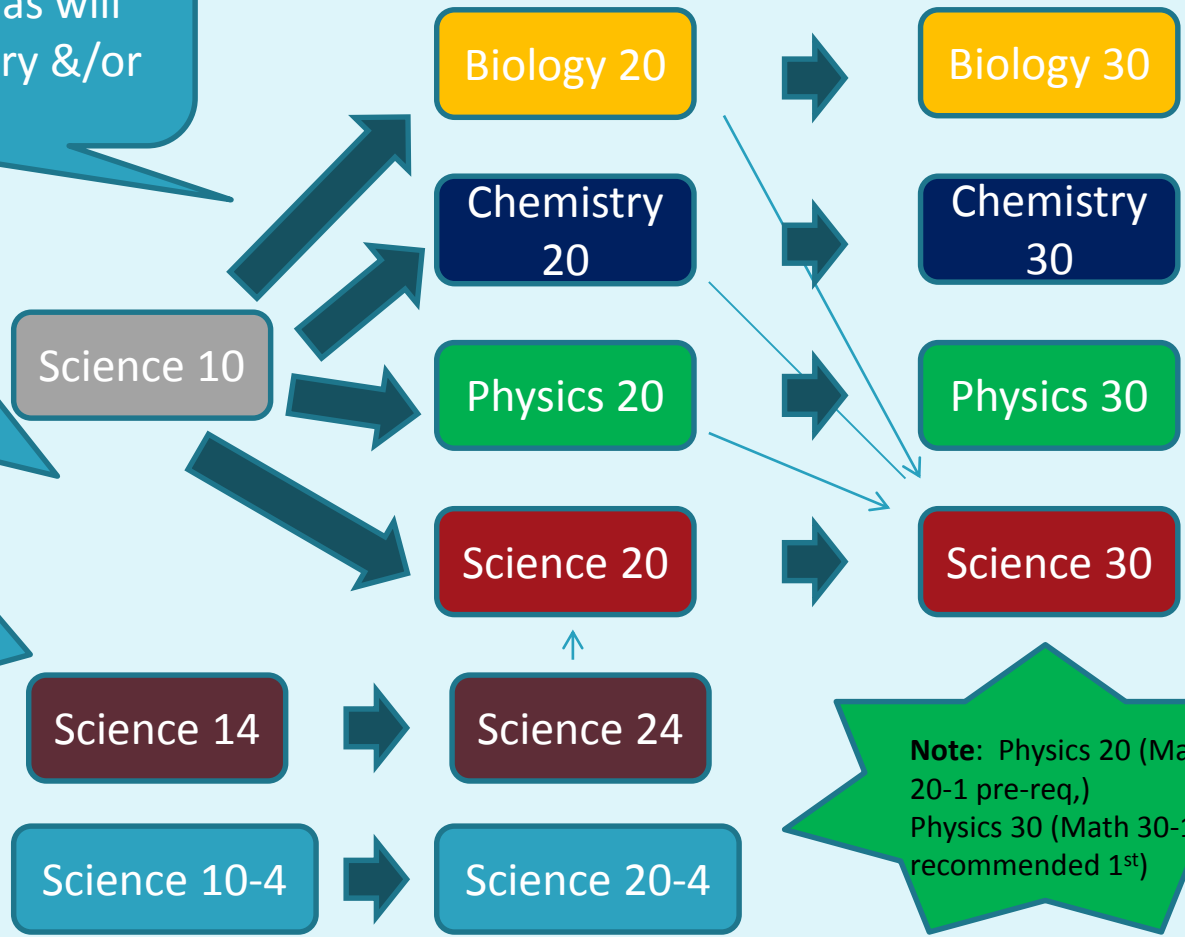 as will
ry &/or
Biology 20
Biology 30
Chemistry
20
Chemistry
30
Science 10
Physics 20
Physics 30
Science 20
Science 30
Science 14
Science 24
Science 10-4
Science 20-4
Note: Physics 20 (Ma
20-1 pre-req,)
Physics 30 (Math 30-1
recommended 1st)